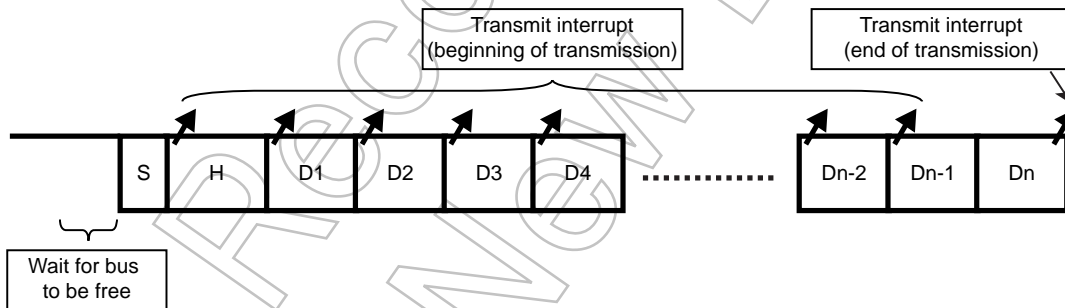 Transmit interrupt
(beginning of transmission)
Transmit interrupt
(end of transmission)
S H D1 D2 D3 D4 Dn-2 Dn-1 Dn
Wait for bus
to be free